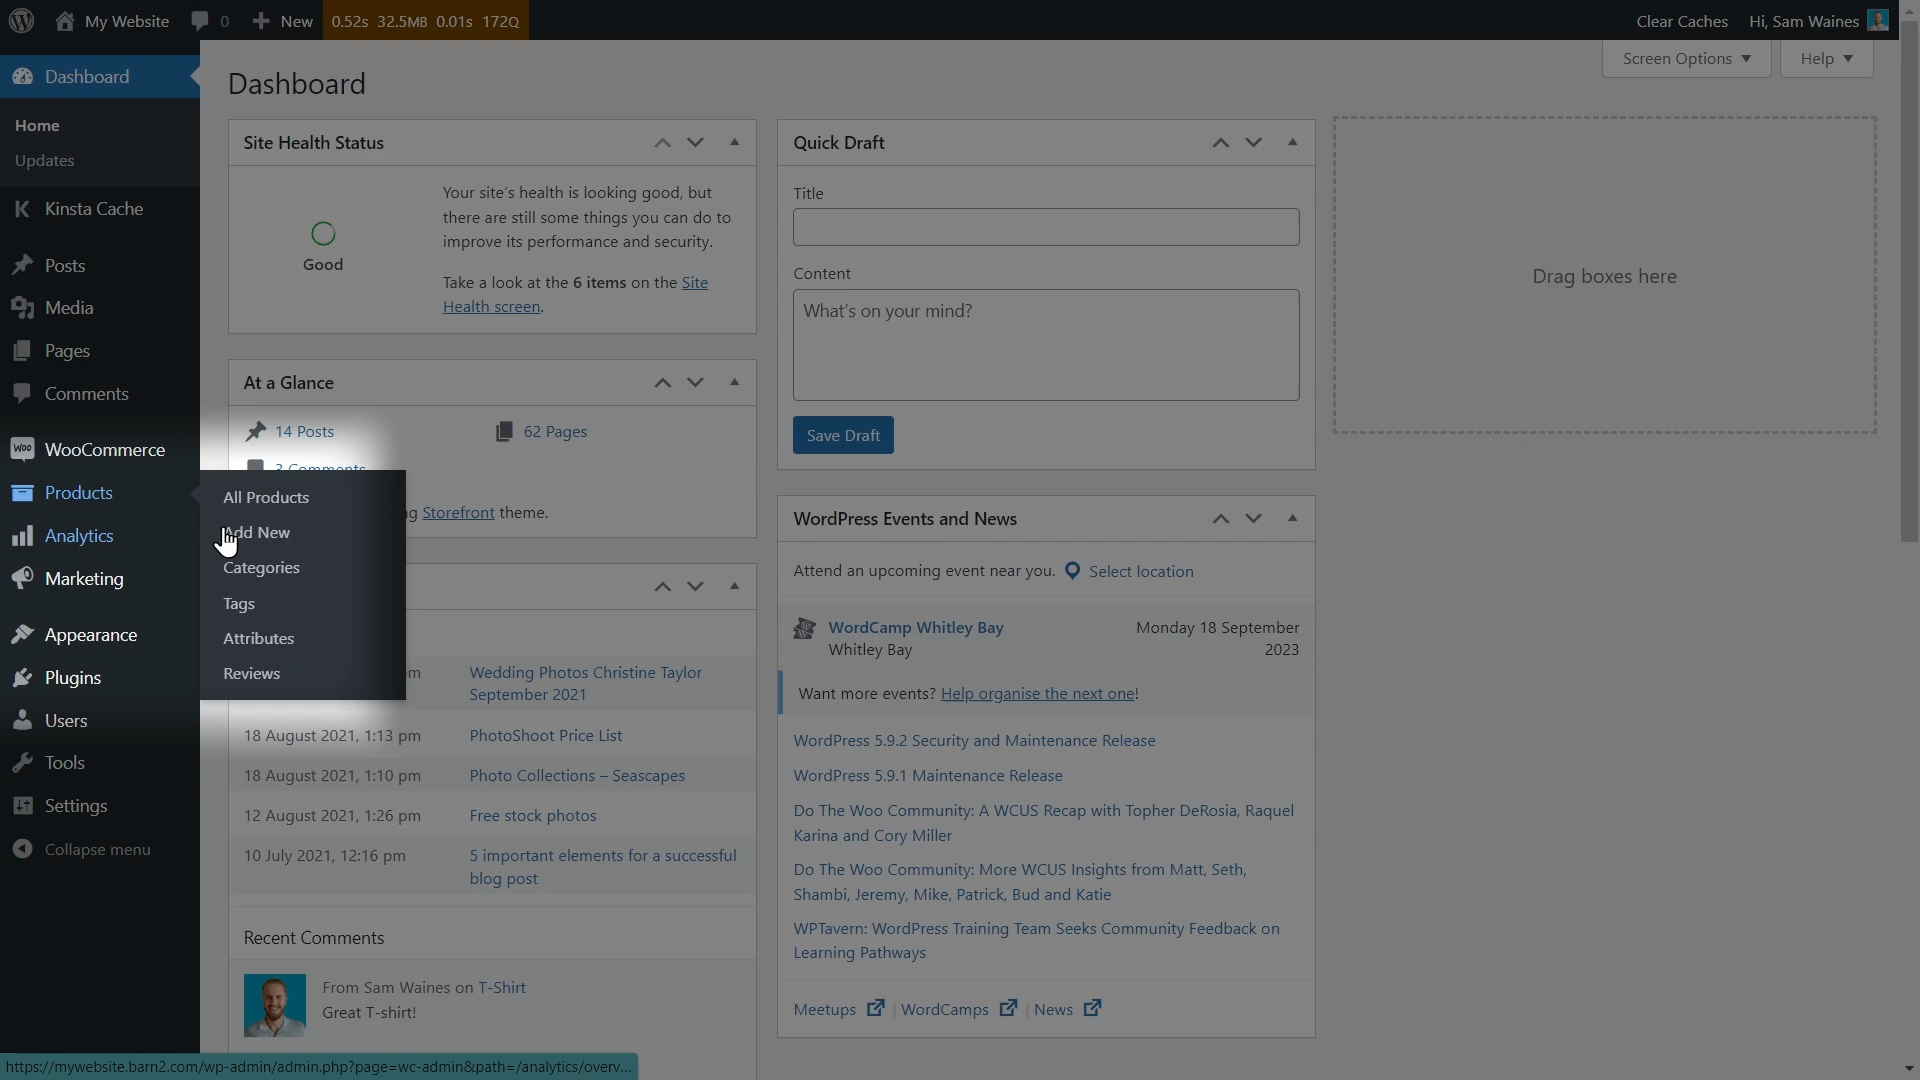 My Website 0 New 0.52s 32.5MB 0.01s 172Q Clear Caches Hi, Sam Waines
Dashboard
Home
Updates
Kinsta Cache
Posts
Media
Pages
Comments
WooCommerce
Products
Analytics
Marketing
Appearance
Plugins
Users
Tools
Settings
Collapse menu
All Products
Add New
Categories
Tags
Attributes
Reviews
Screen Options Help
Dashboard
Site Health Status
Good
Your site's health is looking good, but
there are still some things you can do to
improve its performance and security.
Take a look at the 6 items on the Site
Health screen.
At a Glance
14 Posts 62 Pages
3 Comments
g Storefront theme.
m Wedding Photos Christine Taylor
September 2021
18 August 2021, 1:13 pm PhotoShoot Price List
18 August 2021, 1:10 pm Photo Collections – Seascapes
12 August 2021, 1:26 pm Free stock photos
10 July 2021, 12:16 pm 5 important elements for a successful
blog post
Recent Comments
From Sam Waines on T-Shirt
Great T-shirt!
Quick Draft
Title
Content
What's on your mind?
Save Draft
WordPress Events and News
Attend an upcoming event near you. Select location
WordCamp Whitley Bay Monday 18 September
Whitley Bay 2023
Want more events? Help organise the next one!
WordPress 5.9.2 Security and Maintenance Release
WordPress 5.9.1 Maintenance Release
Do The Woo Community: A WCUS Recap with Topher DeRosia, Raquel
Karina and Cory Miller
Do The Woo Community: More WCUS Insights from Matt, Seth,
Shambi, Jeremy, Mike, Patrick, Bud and Katie
WPTavern: WordPress Training Team Seeks Community Feedback on
Learning Pathways
Meetups | WordCamps | News
Drag boxes here
https://mywebsite.barn2.com/wp-admin/admin.php?page=wc-admin&path=/analytics/overv...